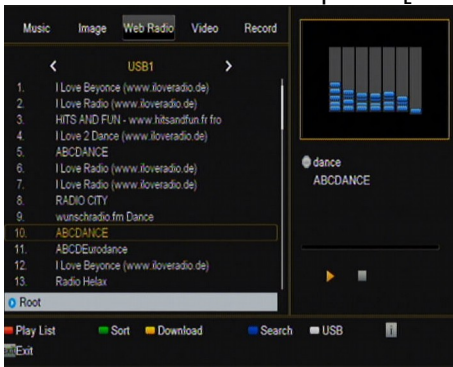 Music Image Web Radio Video Record
USB1
1. I Love Beyonce (www.iloveradio.de)
2. I Love Radio (www.iloveradio.de)
3. HITS AND FUN - www.hitsandfun.fr fro
4. I Love 2 Dance (www.iloveradio.de)
5. ABCDANCE
6. I Love Radio (www.iloveradio.de)
7. I Love Radio (www.iloveradio.de)
8. RADIO CITY
9. wunschradio.fm Dance
10. ABCDANCE
11. ABCDEurodance
12. I Love Beyonce (www.iloveradio.de)
13. Radio Helax
Root
dance
ABCDANCE
Play List Sort Download Search USB i
Exit